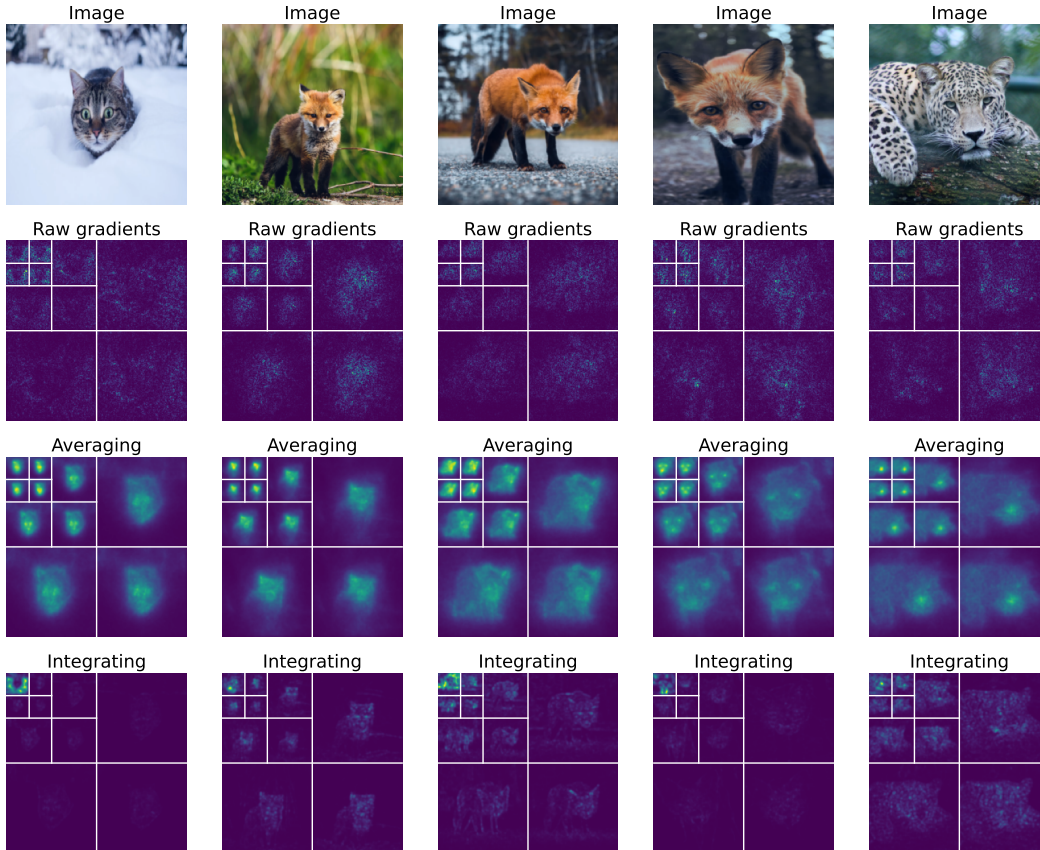 Image Image Image Image Image
Raw gradients Raw gradients Raw gradients Raw gradients Raw gradients
Averaging Averaging Averaging Averaging Averaging
Integrating Integrating Integrating Integrating Integrating